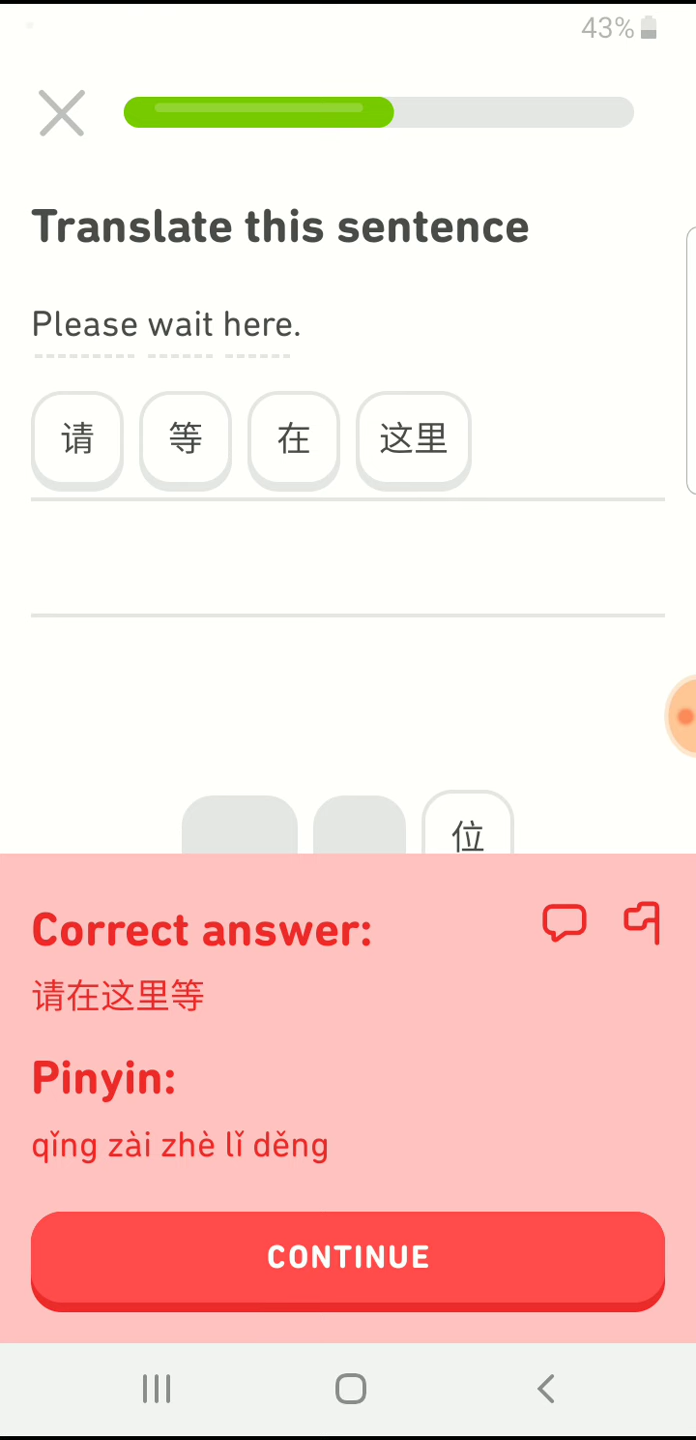 43%
Translate this sentence
Please wait here.
请 等 在 这里
位
Correct answer:
请在这里等
Pinyin:
qǐng zài zhè lǐ děng
CONTINUE